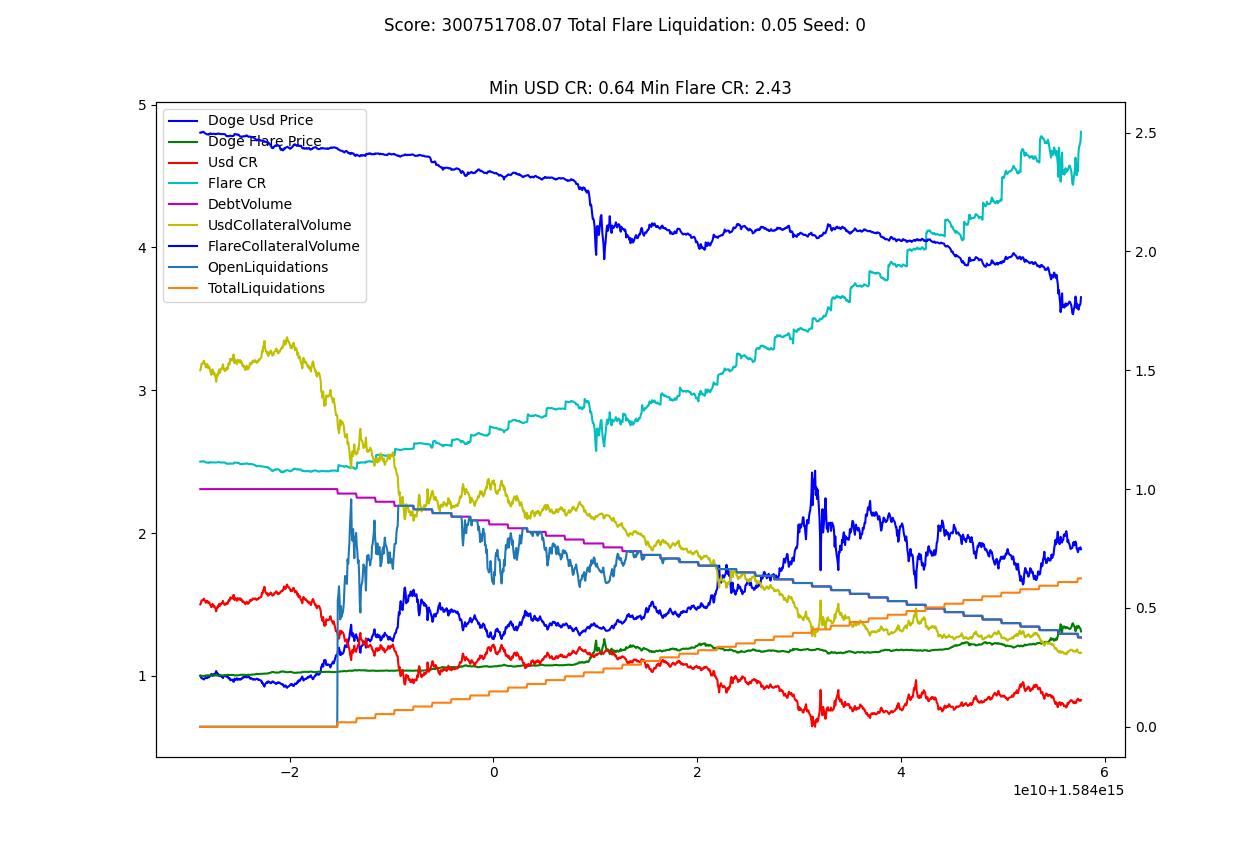 Score: 300751708.07 Total Flare Liquidation: 0.05 Seed: 0
Min USD CR: 0.64 Min Flare CR: 2.43
Doge Usd Price
Doge Flare Price
Usd CR
Flare CR
DebtVolume
UsdCollateralVolume
FlareCollateralVolume
OpenLiquidations
TotalLiquidations
5
4
3
2
1
2.5
2.0
1.5
1.0
0.5
0.0
−2
0
2
4
6
1e10+1.584e15